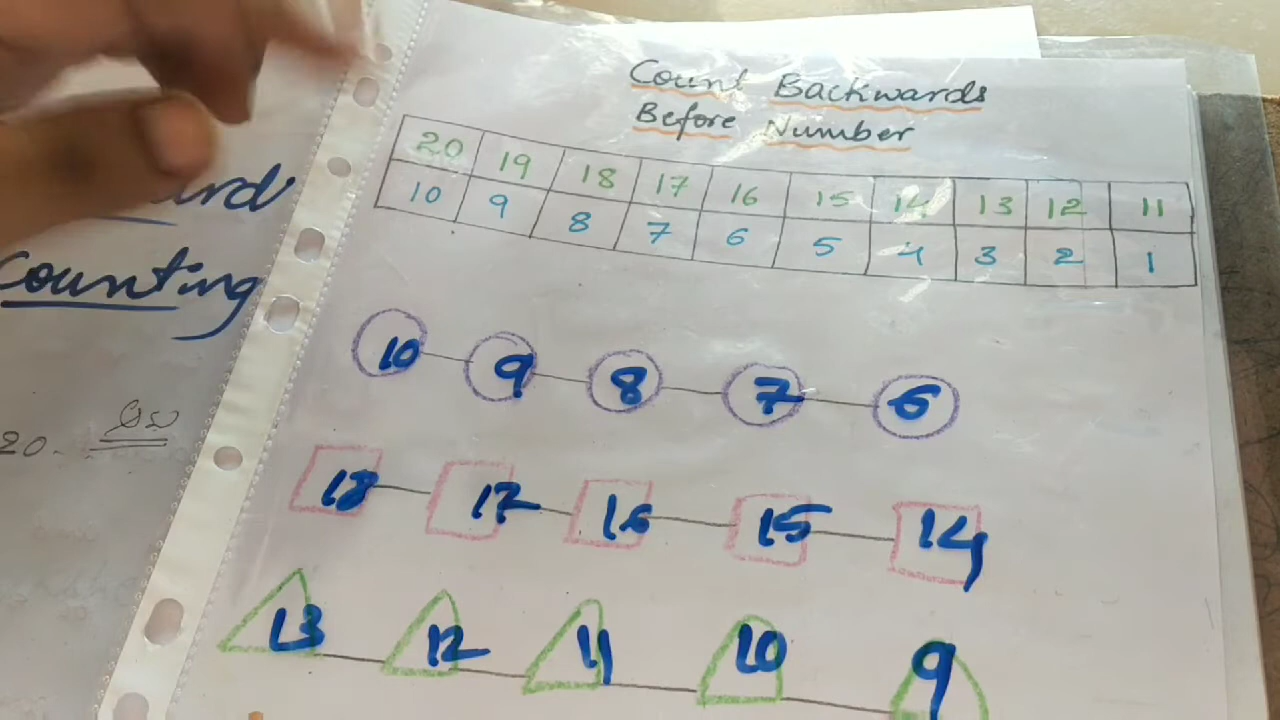 Count Backwards
Before Number
20 19 18 17 16 15 14 13 12 11
10 9 8 7 6 5 4 3 2 1
10 9 8 7 6
18 17 16 15 14
13 12 11 10 9
Counting
20.